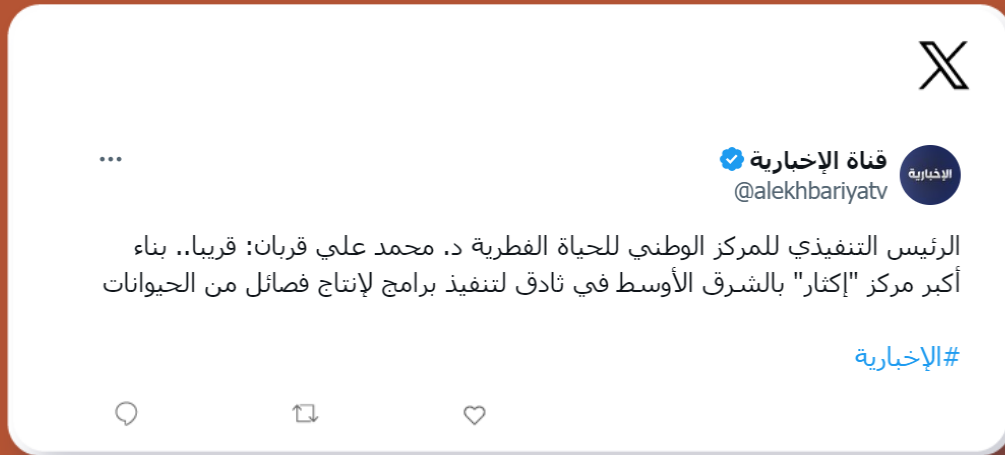 قناة الإخبارية
الإخبارية
@alekhbariyatv
الرئيس التنفيذي للمركز الوطني للحياة الفطرية د. محمد علي قربان: قريبا.. بناء
أكبر مركز "إكثار" بالشرق الأوسط في ثادق لتنفيذ برامج لإنتاج فصائل من الحيوانات
#الإخبارية